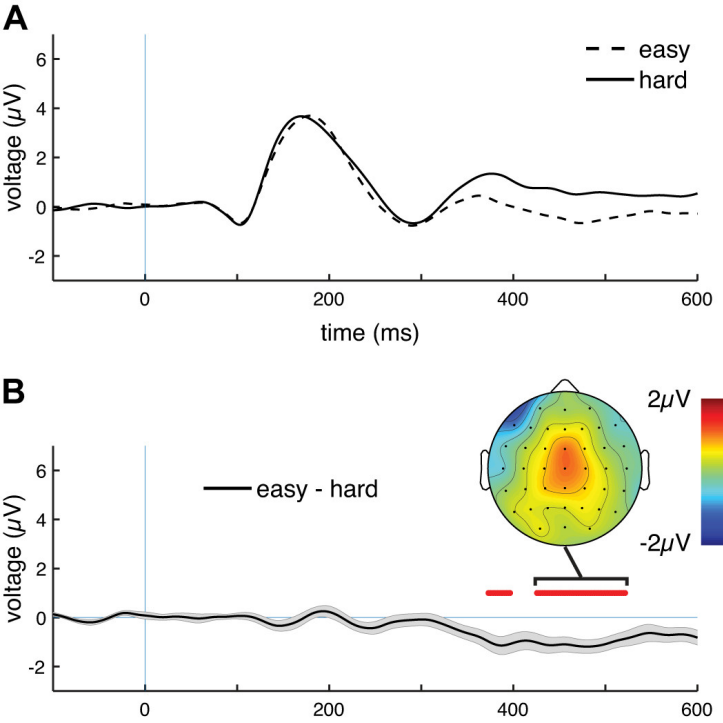 A
voltage (µV)
6
4
2
0
-2
easy
hard
0
200
400
600
time (ms)
B
voltage (µV)
6
4
2
0
-2
easy - hard
2µV
-2µV
0
200
400
600